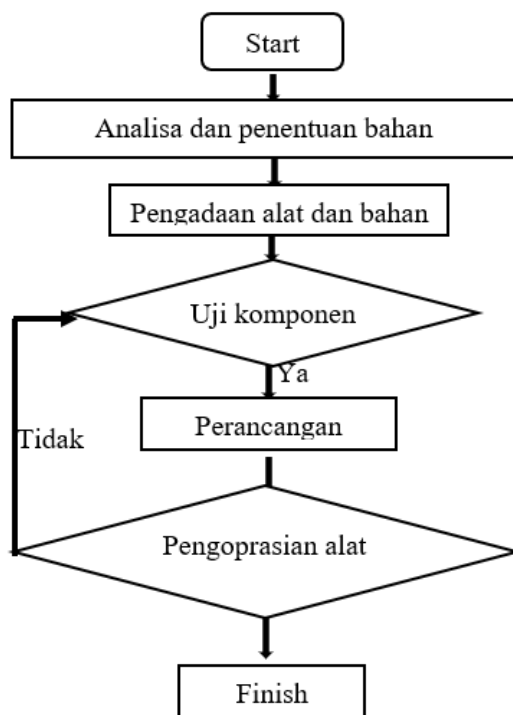 Start
Analisa dan penentuan bahan
Pengadaan alat dan bahan
Uji komponen
Ya
Perancangan
Tidak
Pengoprasian alat
Finish